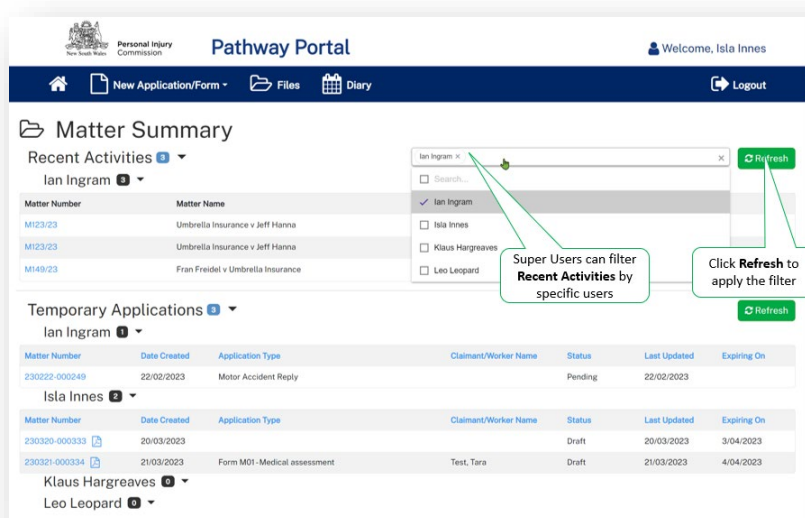 New South Wales
Personal Injury
Commission
Pathway Portal
Welcome, Isla Innes
New Application/Form
Files
Diary
Logout
Matter Summary
Recent Activities 3
Ian Ingram ×
×
Refresh
Ian Ingram 3
Search...
Matter Number Matter Name
Ian Ingram
M123/23 Umbrella Insurance v Jeff Hanna
Isla Innes
M123/23 Umbrella Insurance v Jeff Hanna
Klaus Hargreaves
M149/23 Fran Freidel v Umbrella Insurance
Leo Leopard
Super Users can filter
Recent Activities by
specific users
Click Refresh to
apply the filter
Temporary Applications 3
Refresh
Ian Ingram 1
Matter Number Date Created Application Type Claimant/Worker Name Status Last Updated Expiring On
230222-000249 22/02/2023 Motor Accident Reply Pending 22/02/2023
Isla Innes 2
Matter Number Date Created Application Type Claimant/Worker Name Status Last Updated Expiring On
230320-000333 20/03/2023 Draft 20/03/2023 3/04/2023
230321-000334 21/03/2023 Form M01-Medical assessment Test, Tara Draft 21/03/2023 4/04/2023
Klaus Hargreaves 0
Leo Leopard 0